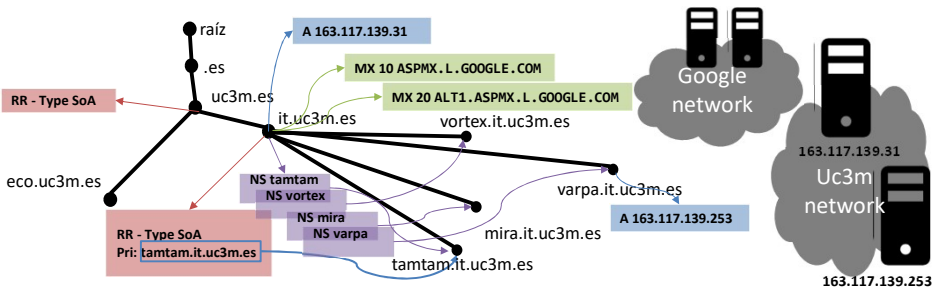 raíz
A 163.117.139.31
.es
MX 10 ASPMX.L.GOOGLE.COM
Google
network
RR - Type SoA
uc3m.es
MX 20 ALT1.ASPMX.L.GOOGLE.COM
it.uc3m.es
vortex.it.uc3m.es
163.117.139.31
eco.uc3m.es
NS tamtam
NS vortex
varpa.it.uc3m.es
Uc3m
network
NS mira
A 163.117.139.253
NS varpa
mira.it.uc3m.es
RR - Type SoA
Pri: tamtam.it.uc3m.es
tamtam.it.uc3m.es
163.117.139.253